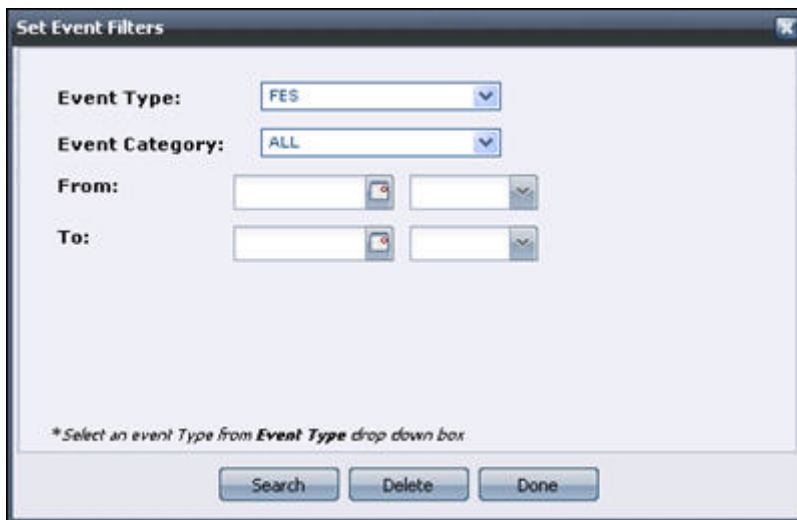 Set Event Filters
Event Type: FES
Event Category: ALL
From:
To:
*Select an event Type from Event Type drop down box
Search Delete Done